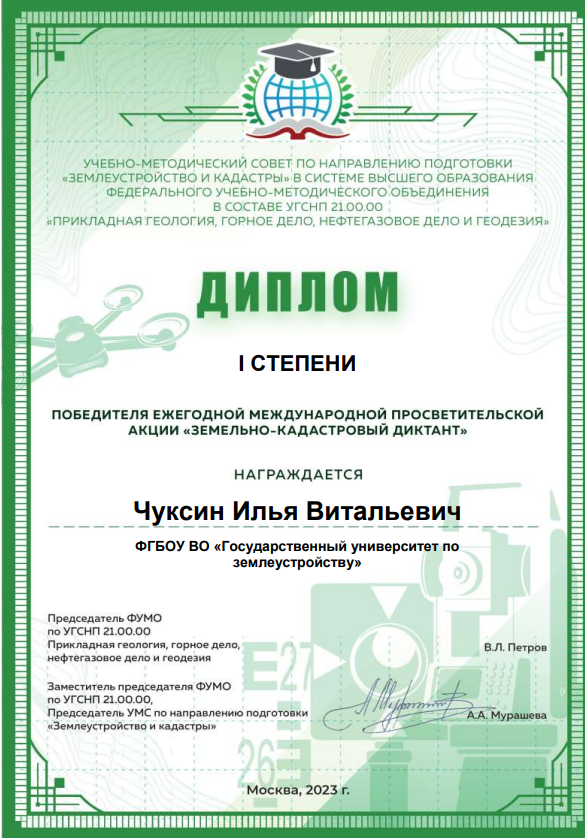 УЧЕБНО-МЕТОДИЧЕСКИЙ СОВЕТ ПО НАПРАВЛЕНИЮ ПОДГОТОВКИ
«ЗЕМЛЕУСТРОЙСТВО И КАДАСТРЫ» В СИСТЕМЕ ВЫСШЕГО ОБРАЗОВАНИЯ
ФЕДЕРАЛЬНОГО УЧЕБНО-МЕТОДИЧЕСКОГО ОБЪЕДИНЕНИЯ
В СОСТАВЕ УГСНП 21.00.00
«ПРИКЛАДНАЯ ГЕОЛОГИЯ, ГОРНОЕ ДЕЛО, НЕФТЕГАЗОВОЕ ДЕЛО И ГЕОДЕЗИЯ»
ДИПЛОМ
I СТЕПЕНИ
ПОБЕДИТЕЛЯ ЕЖЕГОДНОЙ МЕЖДУНАРОДНОЙ ПРОСВЕТИТЕЛЬСКОЙ
АКЦИИ «ЗЕМЕЛЬНО-КАДАСТРОВЫЙ ДИКТАНТ»
НАГРАЖДАЕТСЯ
Чуксин Илья Витальевич
ФГБОУ ВО «Государственный университет по
землеустройству»
Председатель ФУМО
по УГСНП 21.00.00
Прикладная геология, горное дело,
нефтегазовое дело и геодезия
В.Л. Петров
E27
Заместитель председателя ФУМО
по УГСНП 21.00.00,
Председатель УМС по направлению подготовки
«Землеустройство и кадастры»
А.А. Мурашева
26
Москва, 2023 г.